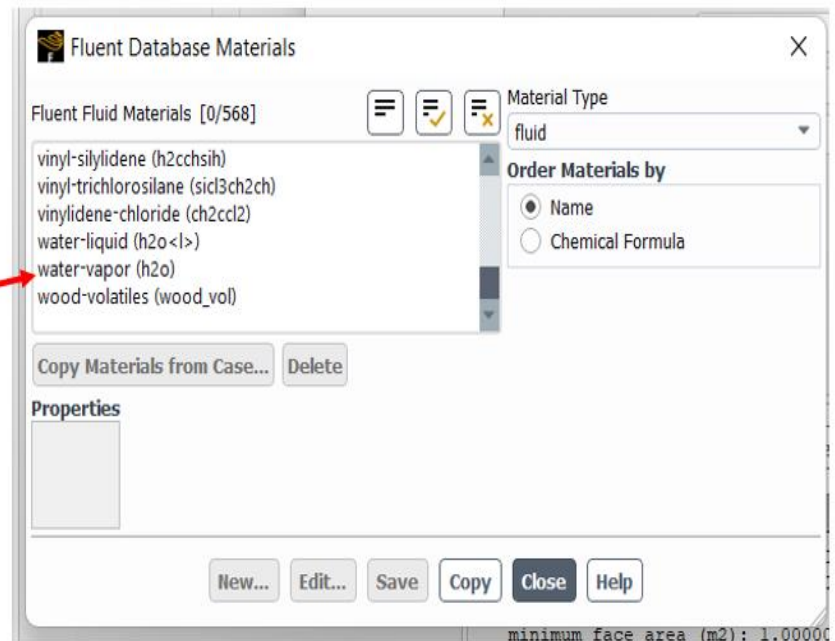 Fluent Database Materials
Fluent Fluid Materials [0/568]
vinyl-silylidene (h2cchsih)
vinyl-trichlorosilane (sicl3ch2ch)
vinylidene-chloride (ch2ccl2)
water-liquid (h2o<l>)
water-vapor (h2o)
wood-volatiles (wood_vol)
Material Type
fluid
Order Materials by
Name
Chemical Formula
Copy Materials from Case... Delete
Properties
New... Edit... Save Copy Close Help
minimum face area (m2): 1.0000